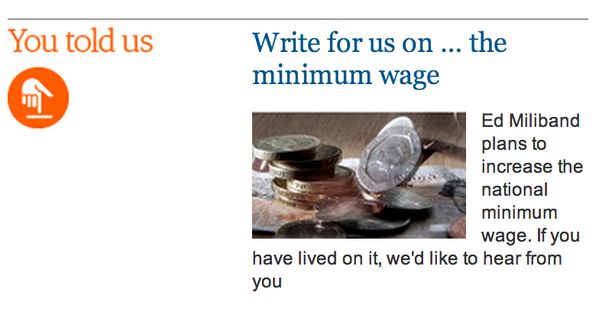 You told us
Write for us on ... the
minimum wage
Ed Miliband
plans to
increase the
national
minimum
wage. If you
have lived on it, we'd like to hear from
you